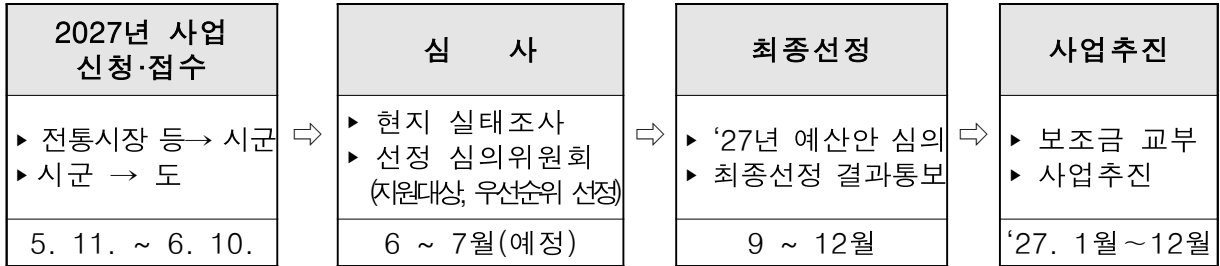 2027년 사업
신청·접수
▸ 전통시장 등→ 시군
▸ 시군 → 도
5. 11. ~ 6. 10.
⇨
심 사
▸ 현지 실태조사
▸ 선정 심의위원회
(지원대상, 우선순위 선정)
6 ~ 7월(예정)
⇨
최종선정
▸ ‘27년 예산안 심의
▸ 최종선정 결과통보
9 ~ 12월
⇨
사업추진
▸ 보조금 교부
▸ 사업추진
‘27. 1월～12월